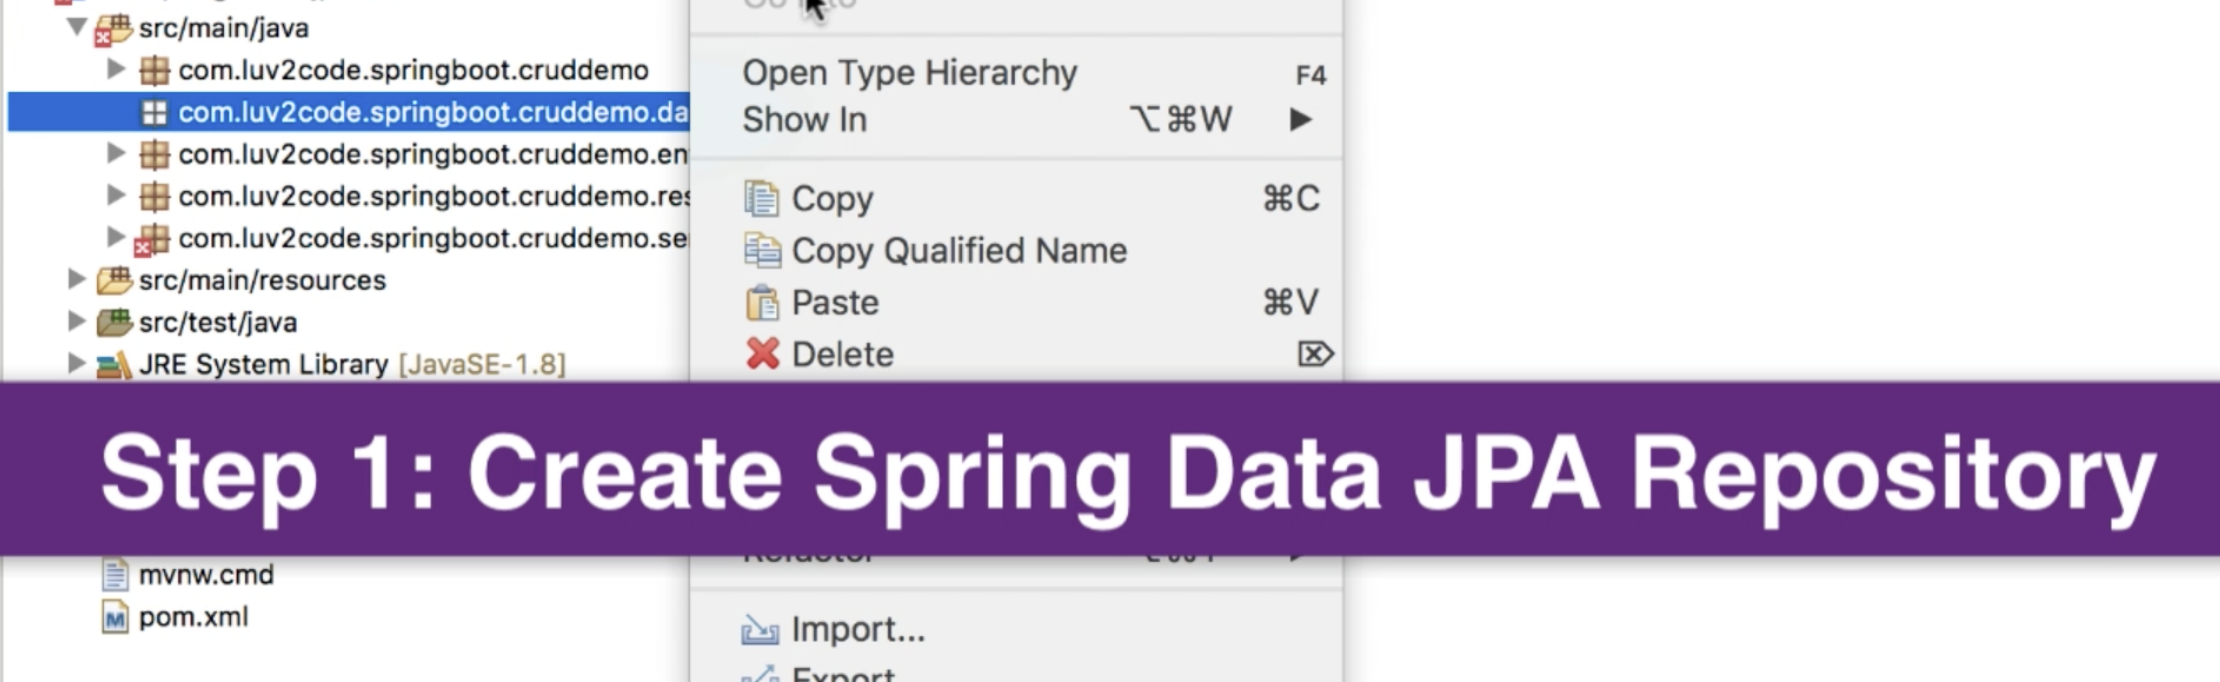 src/main/java
com.luv2code.springboot.cruddemo
com.luv2code.springboot.cruddemo.da
com.luv2code.springboot.cruddemo.en
com.luv2code.springboot.cruddemo.res
com.luv2code.springboot.cruddemo.se
src/main/resources
src/test/java
JRE System Library [JavaSE-1.8]
Open Type Hierarchy F4
Show In ⌥⌘W ▶
Copy ⌘C
Copy Qualified Name
Paste ⌘V
Delete ⌦
Step 1: Create Spring Data JPA Repository
Refactor
mvnw.cmd
pom.xml
Import...
Export